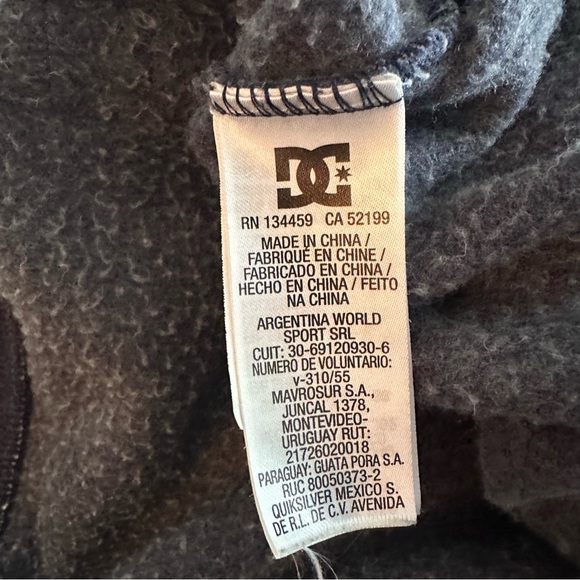 DC
RN 134459 CA 52199
MADE IN CHINA /
FABRIQUÉ EN CHINE /
FABRICADO EN CHINA /
HECHO EN CHINA / FEITO
NA CHINA
ARGENTINA WORLD
SPORT SRL
CUIT: 30-69120930-6
NUMERO DE VOLUNTARIO:
v-310/55
MAVROSUR S.A.,
JUNCAL 1378,
MONTEVIDEO-
URUGUAY RUT:
21726020018
PARAGUAY: GUATA PORA S.A.
RUC 80050373-2
QUIKSILVER MEXICO S.
DE R.L. DE C.V. AVENIDA